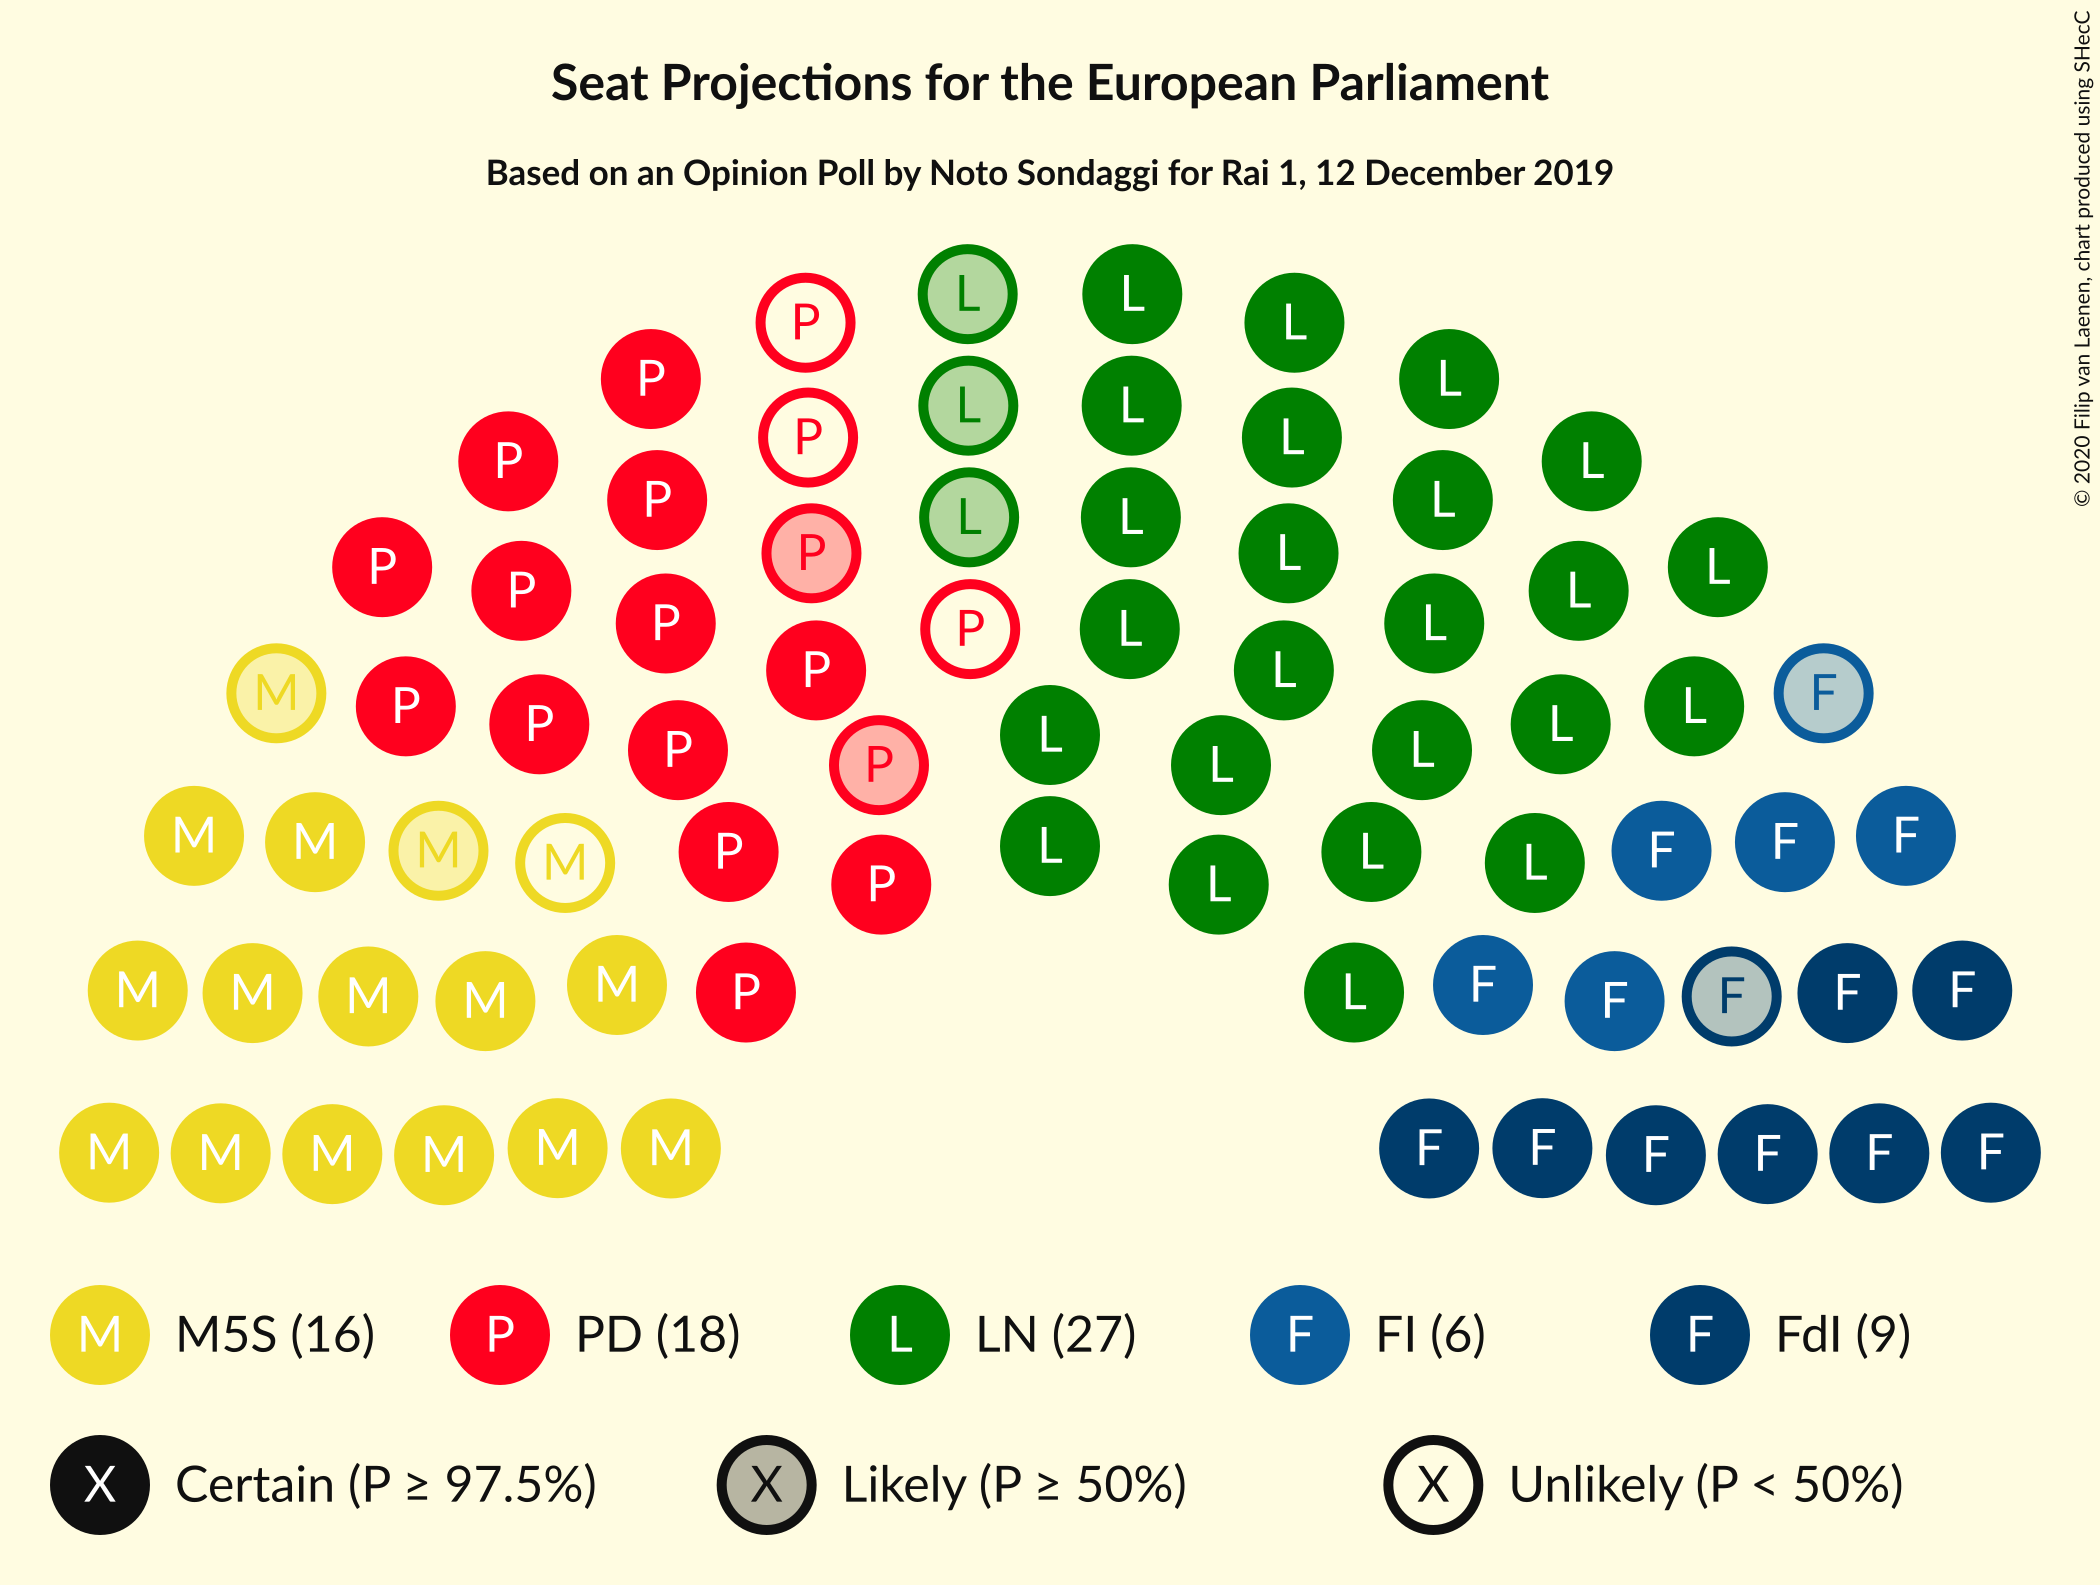 Seat Projections for the European Parliament
Based on an Opinion Poll by Noto Sondaggi for Rai 1, 12 December 2019
© 2020 Filip van Laenen, chart produced using SHecC
L L
P L
P L
L L
P L
P L
P L
L L
P L
P L
P L
P L
P L
P L
M F
P L
P L
L
P L
P L
M M M M P L L L F F F
P L
M M M M M P L F F F F F
M M M M M M F F F F F F
M M5S (16) P PD (18) L LN (27) F FI (6) F FdI (9)
X Certain (P ≥ 97.5%) X Likely (P ≥ 50%) X Unlikely (P < 50%)